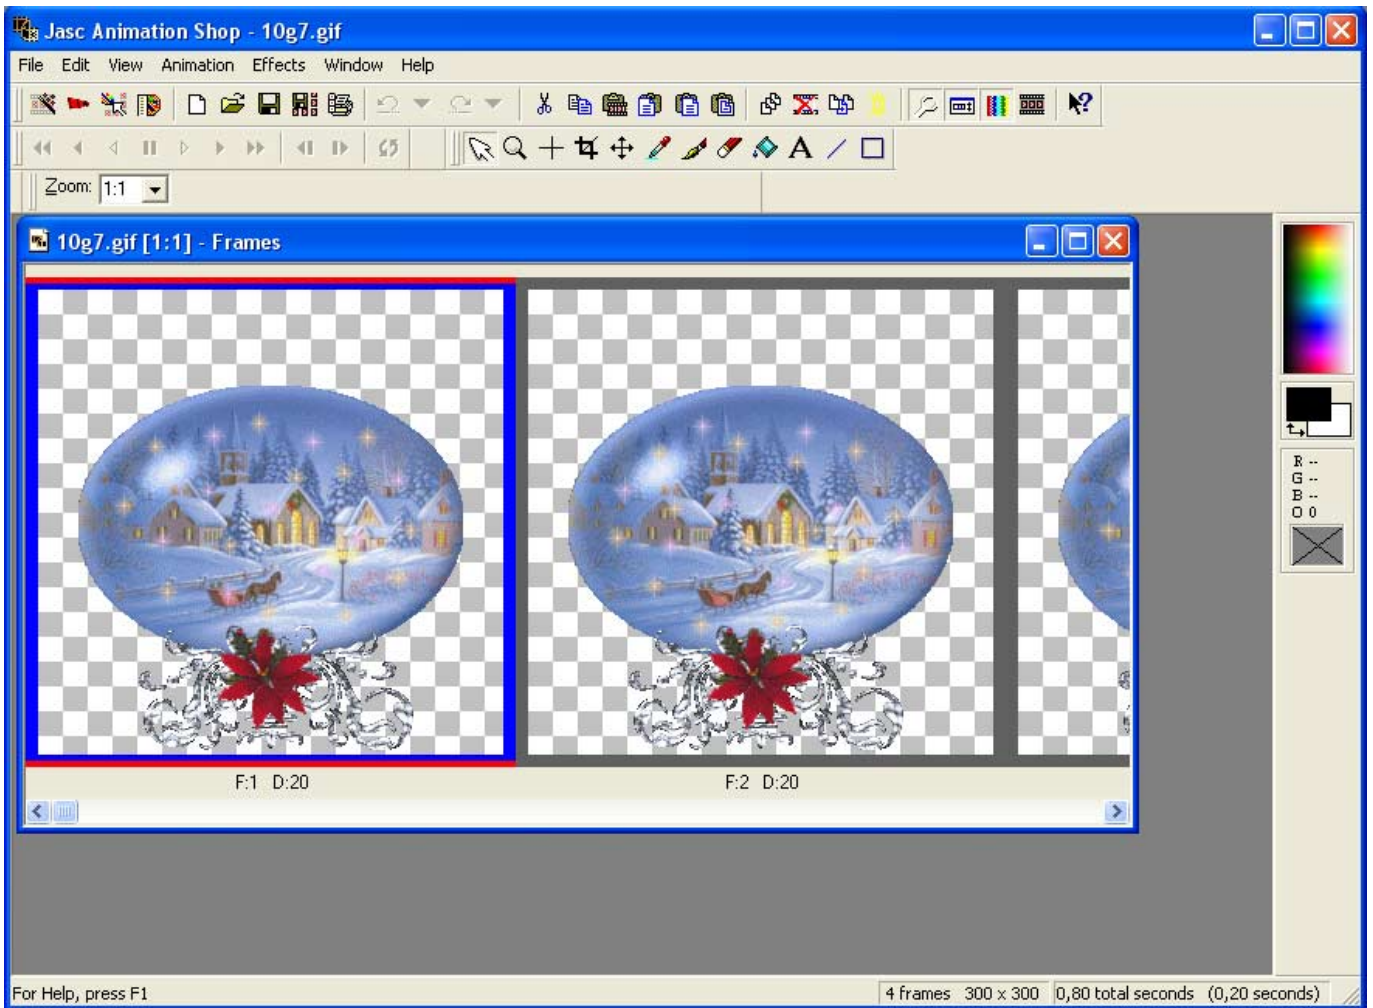 Jasc Animation Shop - 10g7.gif
File Edit View Animation Effects Window Help
Zoom: 1:1
10g7.gif [1:1] - Frames
R --
G --
B --
O 0
F:1 D:20
F:2 D:20
For Help, press F1
4 frames 300 x 300
0,80 total seconds (0,20 seconds)